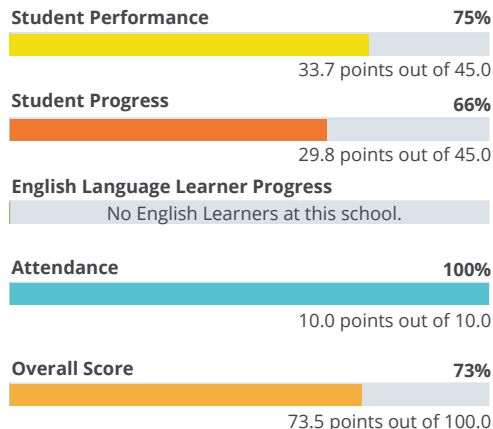 Student Performance 75%
33.7 points out of 45.0
Student Progress 66%
29.8 points out of 45.0
English Language Learner Progress
No English Learners at this school.
Attendance 100%
10.0 points out of 10.0
Overall Score 73%
73.5 points out of 100.0